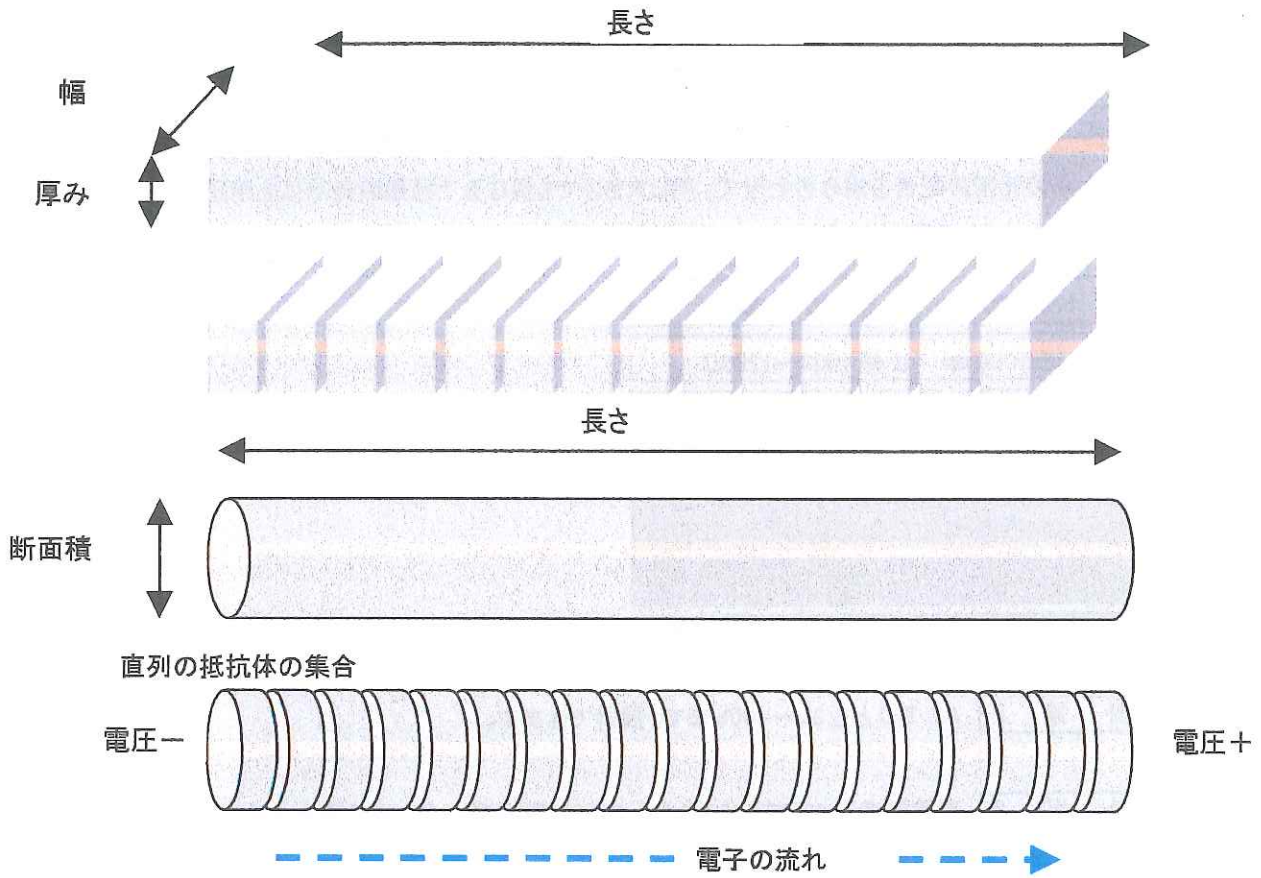 長さ
幅
厚み
長さ
断面積
直列の抵抗体の集合
電圧－
電圧＋
電子の流れ